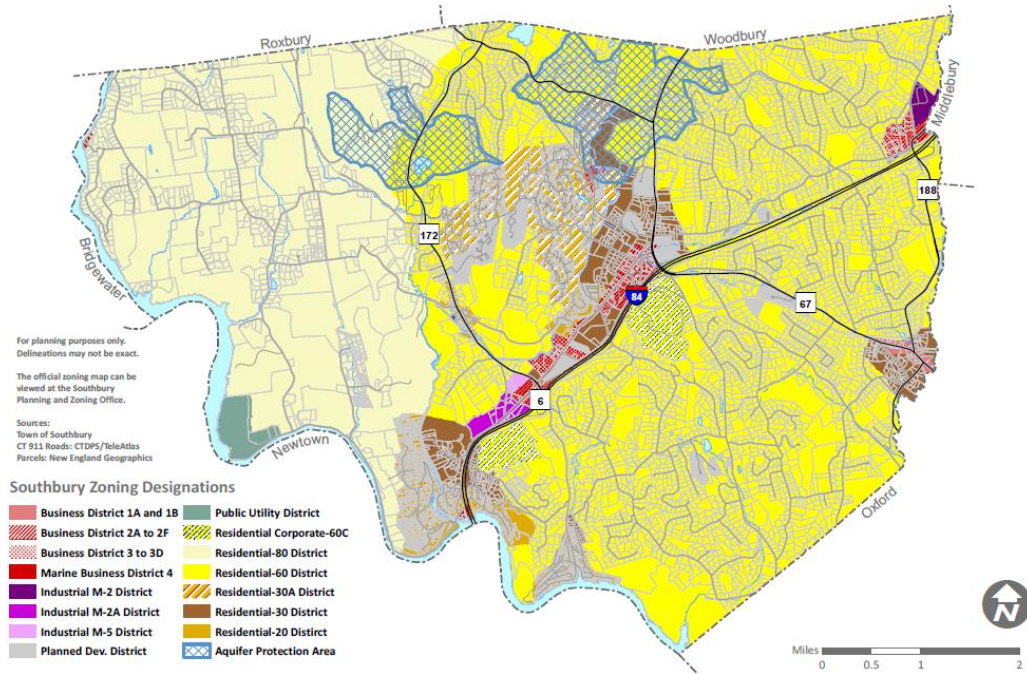 Roxbury
Woodbury
Middlebury
188
172
Bridgewater
84
67
For planning purposes only.
Delineations may not be exact.
The official zoning map can be
viewed at the Southbury
Planning and Zoning Office.
6
Sources:
Town of Southbury
CT 911 Roads: CTDPS/TeleAtlas
Parcels: New England Geographics
Newtown
Oxford
Southbury Zoning Designations
Business District 1A and 1B
Public Utility District
Business District 2A to 2F
Residential Corporate-60C
Business District 3 to 3D
Residential-80 District
Marine Business District 4
Residential-60 District
Industrial M-2 District
Residential-30A District
Industrial M-2A District
Residential-30 District
Industrial M-5 District
Residential-20 Distirct
Planned Dev. District
Aquifer Protection Area
N
Miles
0 0.5 1 2